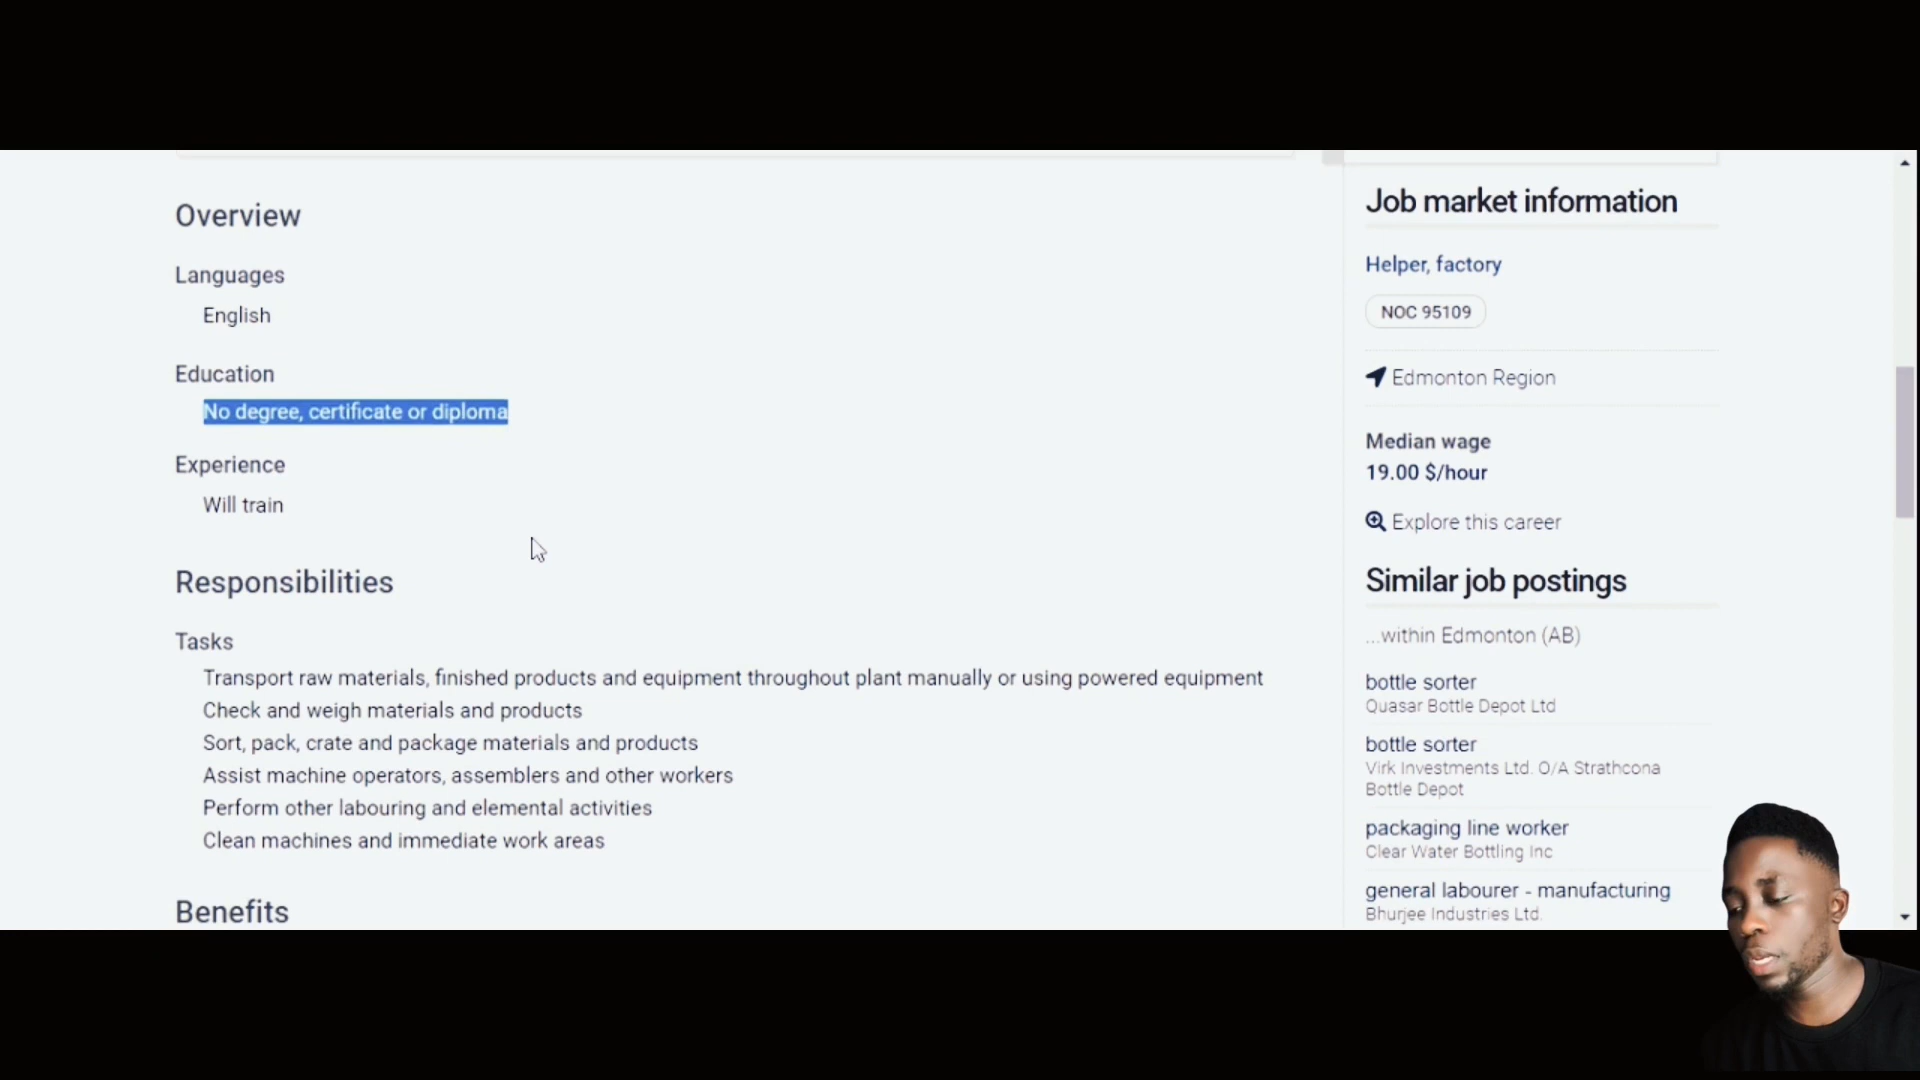 Overview
Languages
English
Education
No degree, certificate or diploma
Experience
Will train
Responsibilities
Tasks
Transport raw materials, finished products and equipment throughout plant manually or using powered equipment
Check and weigh materials and products
Sort, pack, crate and package materials and products
Assist machine operators, assemblers and other workers
Perform other labouring and elemental activities
Clean machines and immediate work areas
Benefits
Job market information
Helper, factory
NOC 95109
Edmonton Region
Median wage
19.00 $/hour
Explore this career
Similar job postings
...within Edmonton (AB)
bottle sorter
Quasar Bottle Depot Ltd
bottle sorter
Virk Investments Ltd. O/A Strathcona
Bottle Depot
packaging line worker
Clear Water Bottling Inc
general labourer - manufacturing
Bhurjee Industries Ltd.